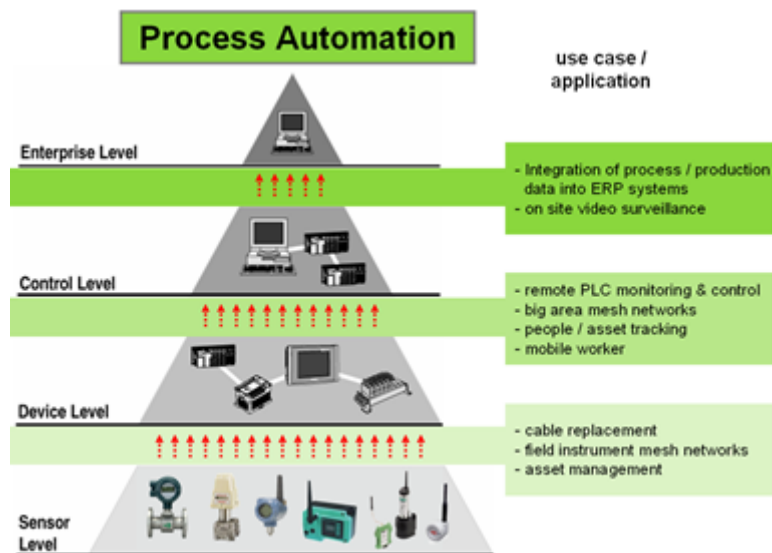 Process Automation
use case /
application
Enterprise Level
- Integration of process / production
data into ERP systems
- on site video surveillance
Control Level
- remote PLC monitoring & control
- big area mesh networks
- people / asset tracking
- mobile worker
Device Level
- cable replacement
- field instrument mesh networks
- asset management
Sensor
Level